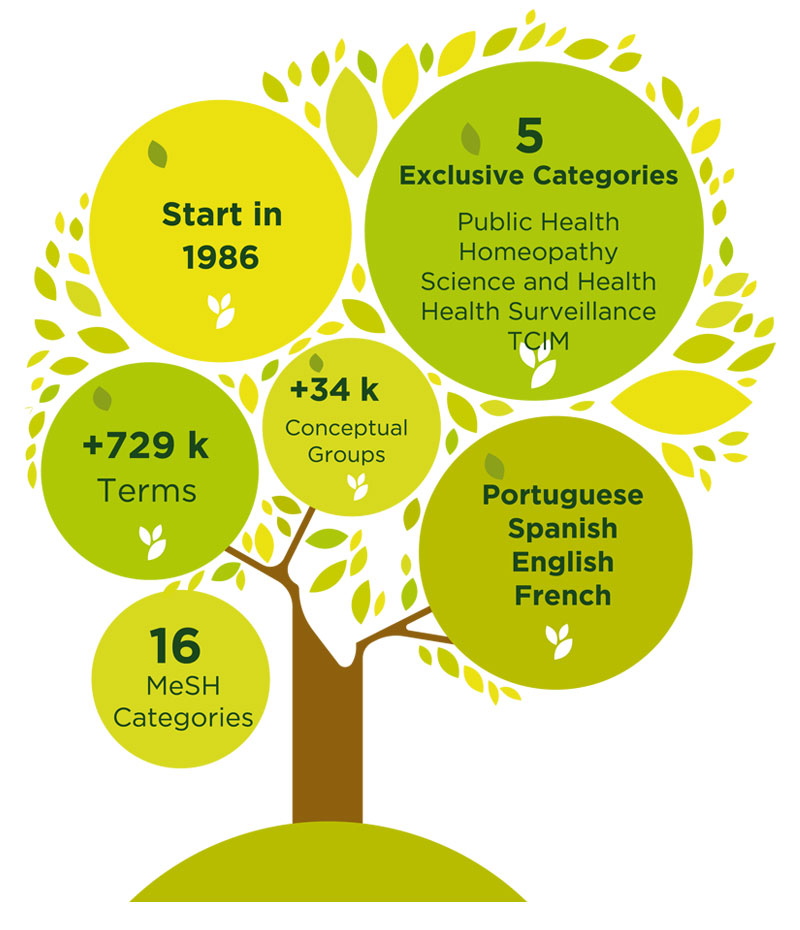 Start in
1986
5
Exclusive Categories
Public Health
Homeopathy
Science and Health
Health Surveillance
TCIM
+34 k
Conceptual
Groups
+729 k
Terms
Portuguese
Spanish
English
French
16
MeSH
Categories